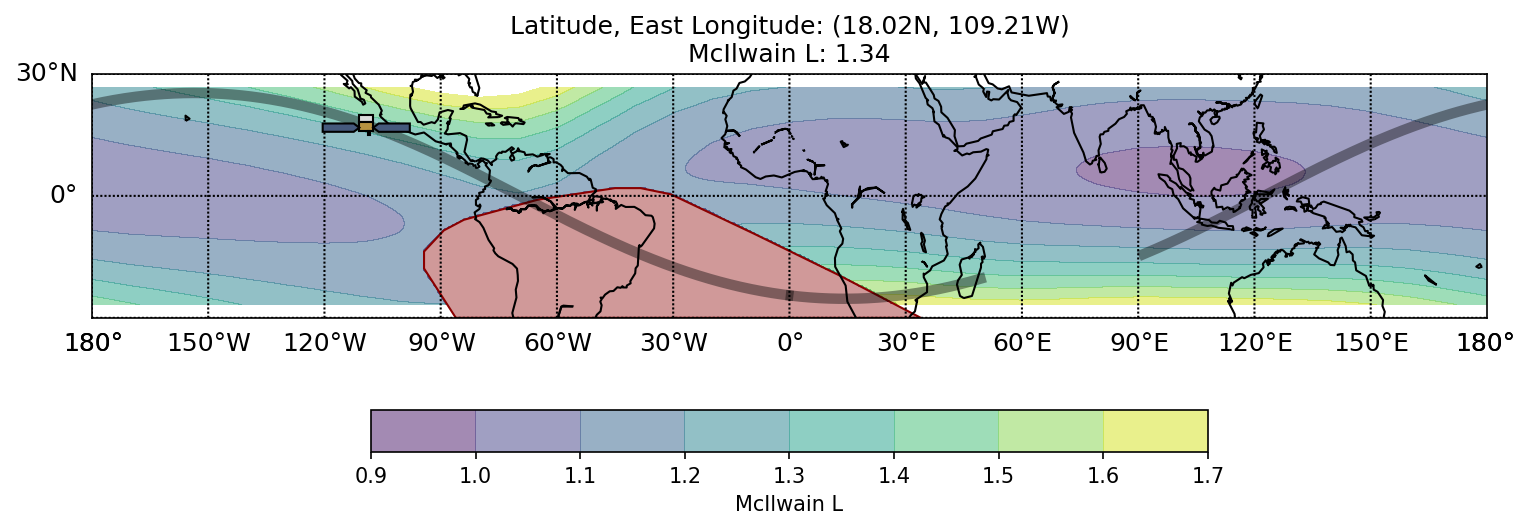 Latitude, East Longitude: (18.02N, 109.21W)
McIlwain L: 1.34
30°N
0°
180° 150°W 120°W 90°W 60°W 30°W 0° 30°E 60°E 90°E 120°E 150°E 180°
0.9 1.0 1.1 1.2 1.3 1.4 1.5 1.6 1.7
McIlwain L